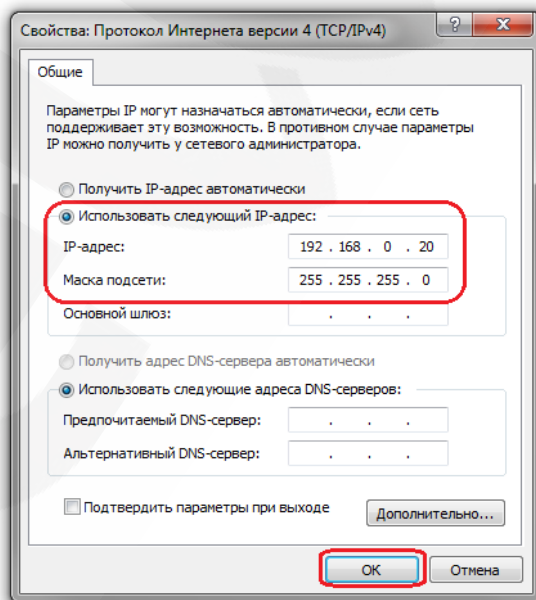 Свойства: Протокол Интернета версии 4 (TCP/IPv4)
Общие
Параметры IP могут назначаться автоматически, если сеть
поддерживает эту возможность. В противном случае параметры
IP можно получить у сетевого администратора.
Получить IP-адрес автоматически
Использовать следующий IP-адрес:
IP-адрес: 192 . 168 . 0 . 20
Маска подсети: 255 . 255 . 255 . 0
Основной шлюз: . . .
Получить адрес DNS-сервера автоматически
Использовать следующие адреса DNS-серверов:
Предпочитаемый DNS-сервер: . . .
Альтернативный DNS-сервер: . . .
Подтвердить параметры при выходе
Дополнительно...
ОК Отмена